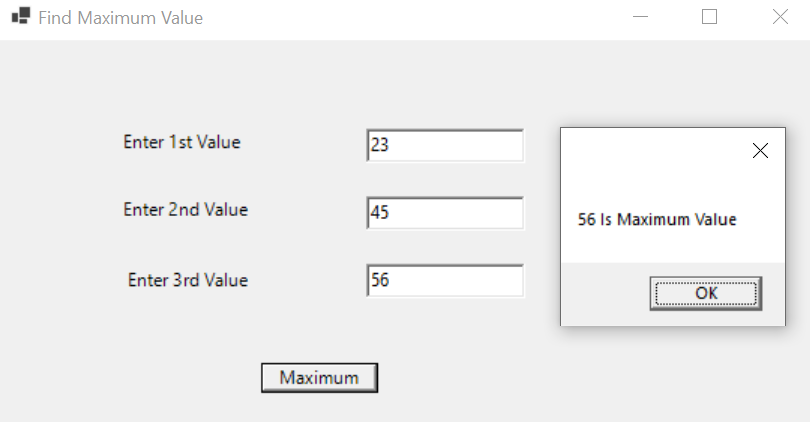 Find Maximum Value
Enter 1st Value
23
Enter 2nd Value
45
Enter 3rd Value
56
Maximum
56 Is Maximum Value
OK